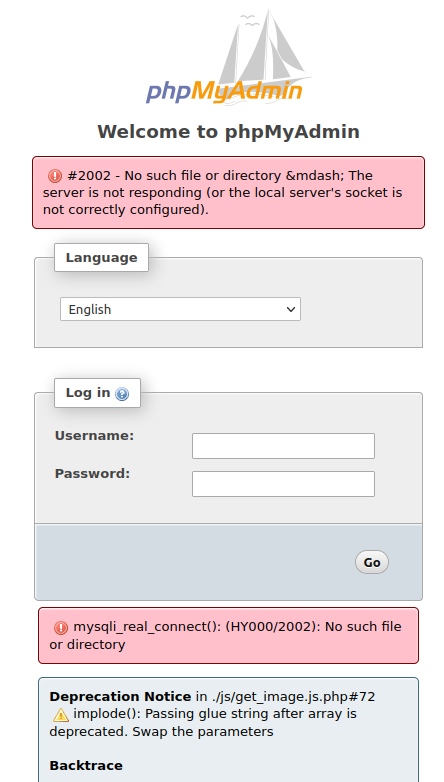 phpMyAdmin
Welcome to phpMyAdmin
#2002 - No such file or directory &mdash; The
server is not responding (or the local server's socket is
not correctly configured).
Language
English
Log in
Username:
Password:
Go
mysqli_real_connect(): (HY000/2002): No such file
or directory
Deprecation Notice in ./js/get_image.js.php#72
implode(): Passing glue string after array is
deprecated. Swap the parameters
Backtrace